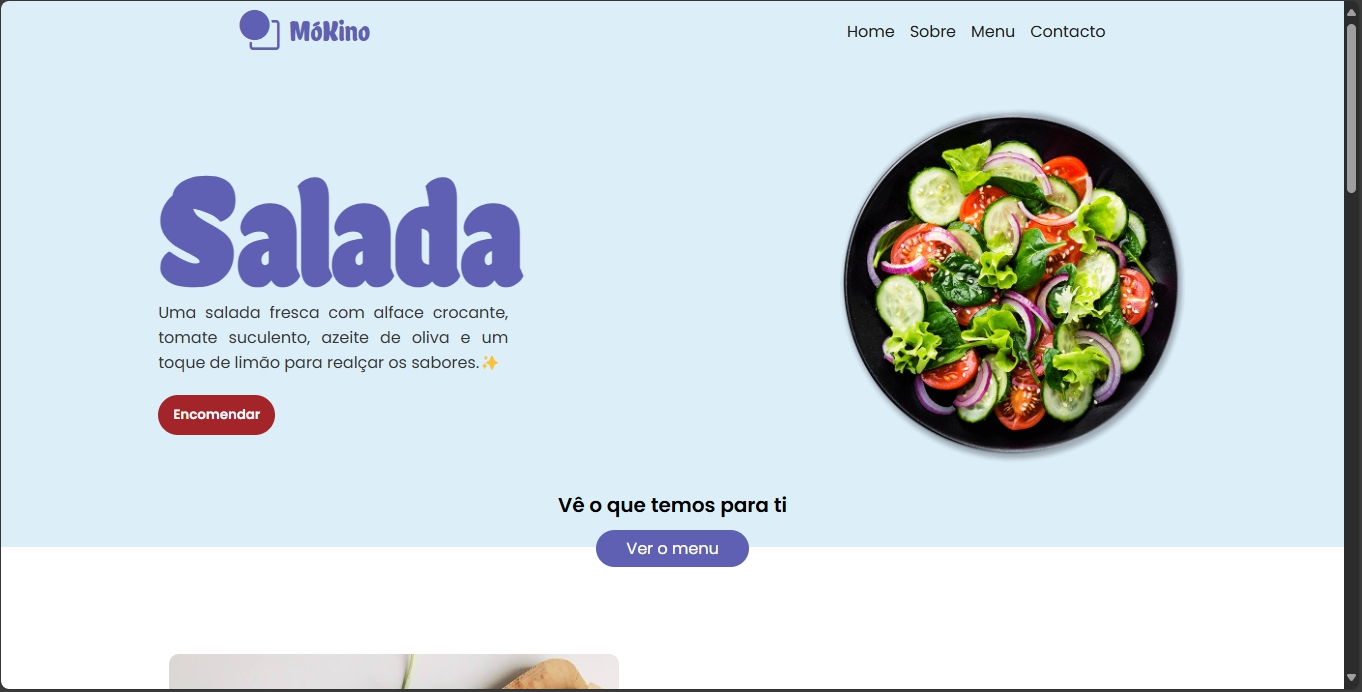 MóKino
Home Sobre Menu Contacto
Salada
Uma salada fresca com alface crocante,
tomate suculento, azeite de oliva e um
toque de limão para realçar os sabores.✨
Encomendar
Vê o que temos para ti
Ver o menu